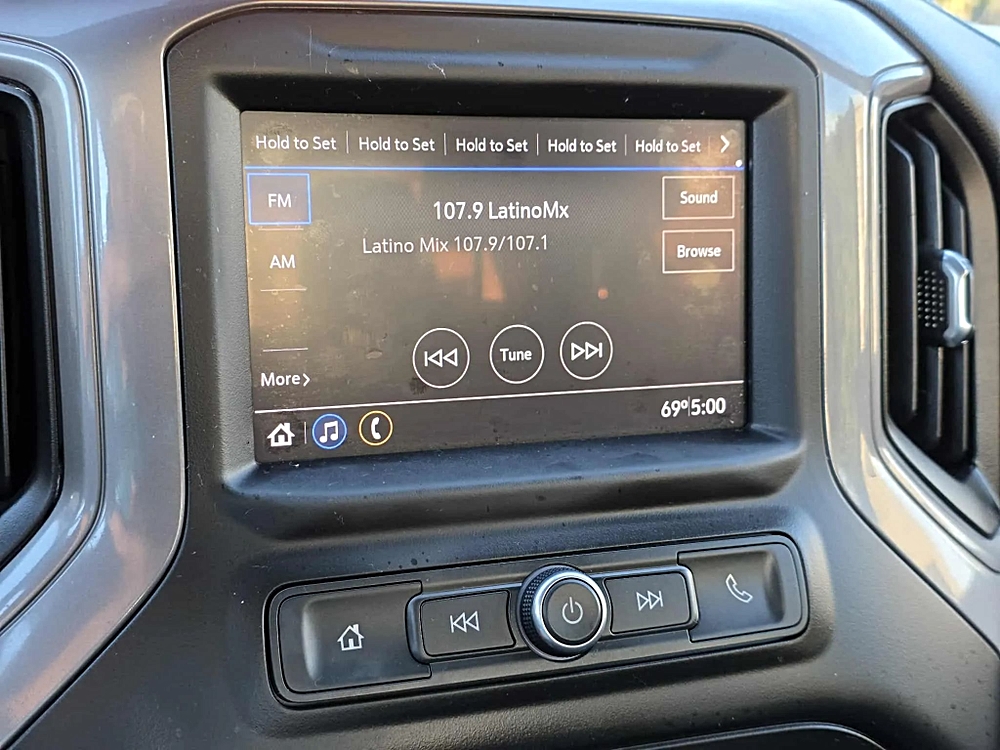 Hold to Set Hold to Set Hold to Set Hold to Set Hold to Set
FM
107.9 LatinoMx
Sound
Latino Mix 107.9/107.1
AM
Browse
Tune
More
69° 5:00